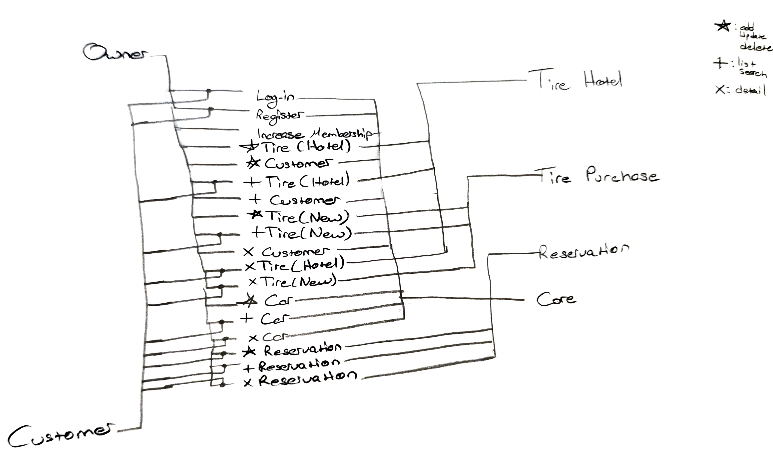 Owner
Log-in
Register
Increase Membership
★ Tire (Hotel)
★ Customer
+ Tire (Hotel)
+ Customer
★ Tire (New)
+ Tire (New)
x Customer
x Tire (Hotel)
x Tire (New)
★ Car
+ Car
x Car
★ Reservation
+ Reservation
x Reservation
Customer
Tire Hotel
Tire Purchase
Reservation
Core
★: add
update
delete
+: list
search
x: detail